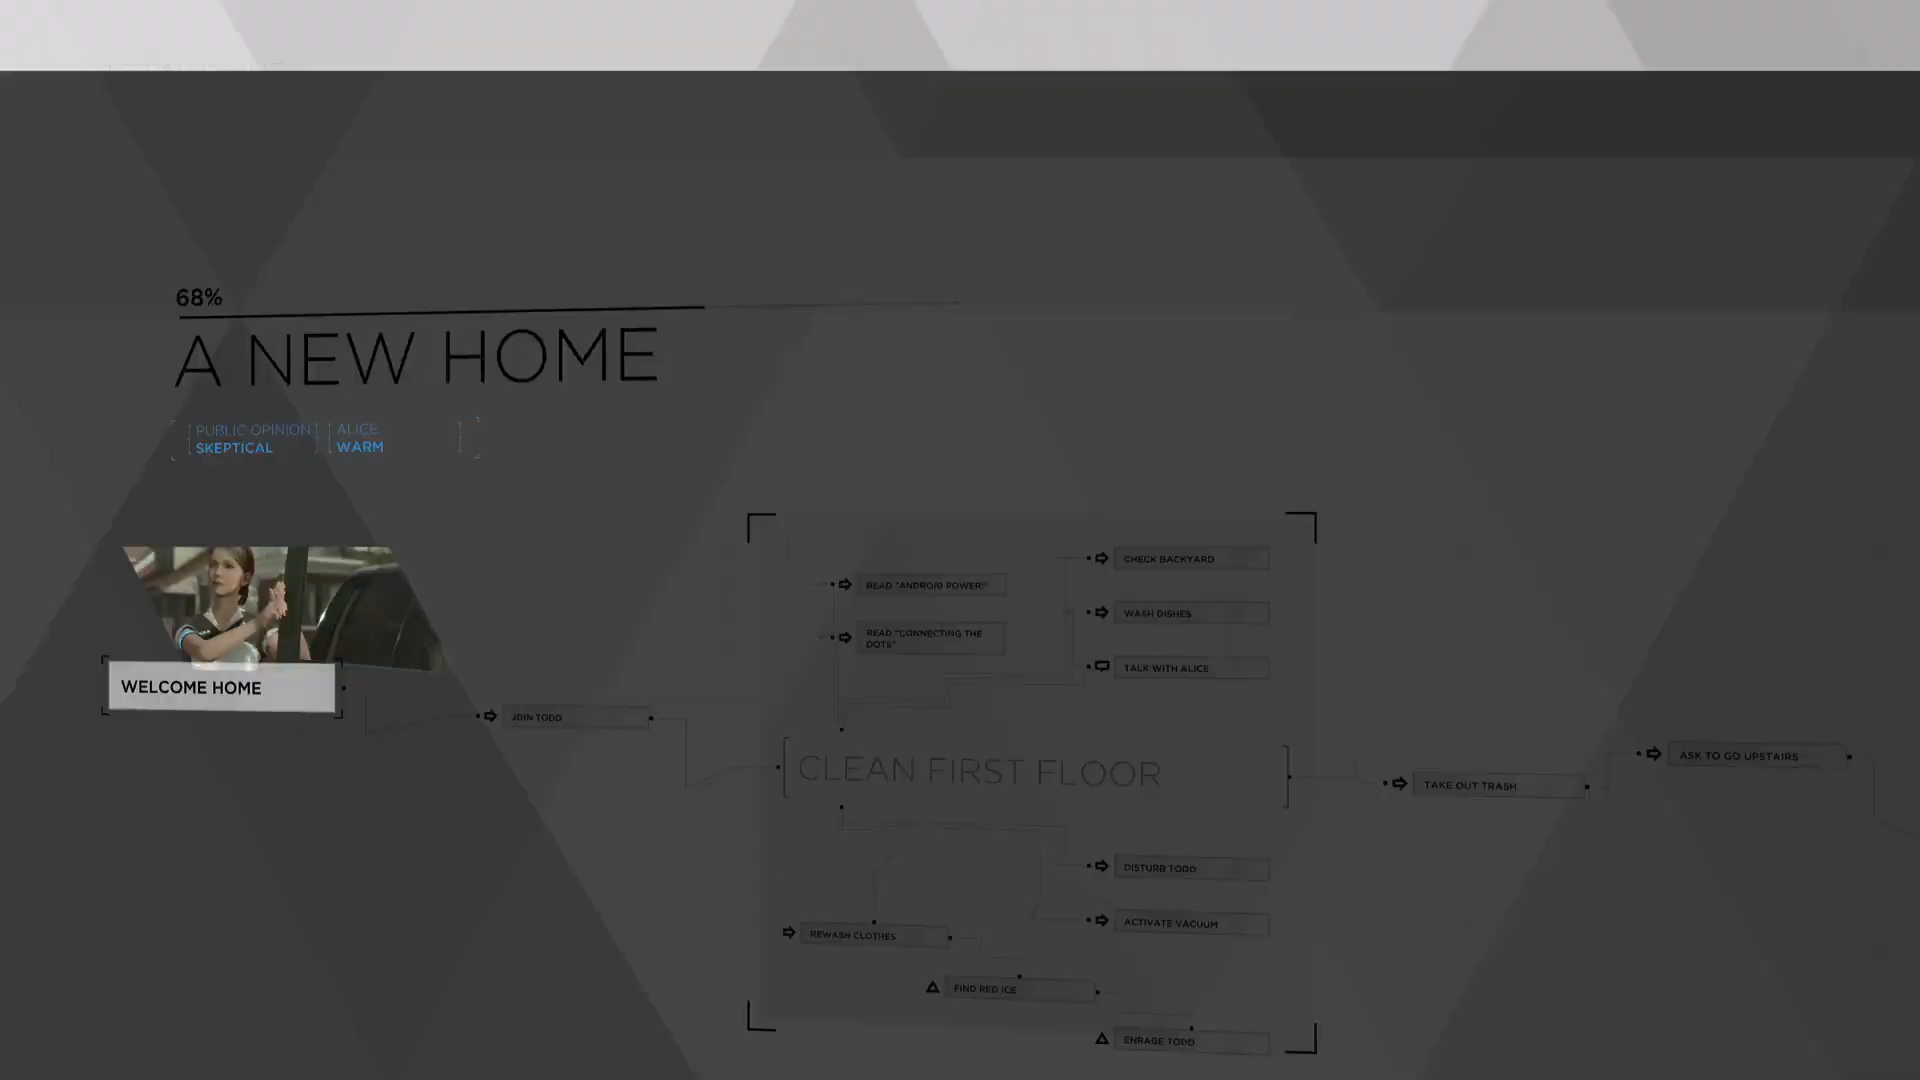 68%
A NEW HOME
PUBLIC OPINION
SKEPTICAL
ALICE
WARM
WELCOME HOME
JOIN TODD
READ "ANDROID POWER!"
READ "CONNECTING THE
DOTS"
CHECK BACKYARD
WASH DISHES
TALK WITH ALICE
CLEAN FIRST FLOOR
DISTURB TODD
ACTIVATE VACUUM
REWASH CLOTHES
FIND RED ICE
ENRAGE TODD
TAKE OUT TRASH
ASK TO GO UPSTAIRS